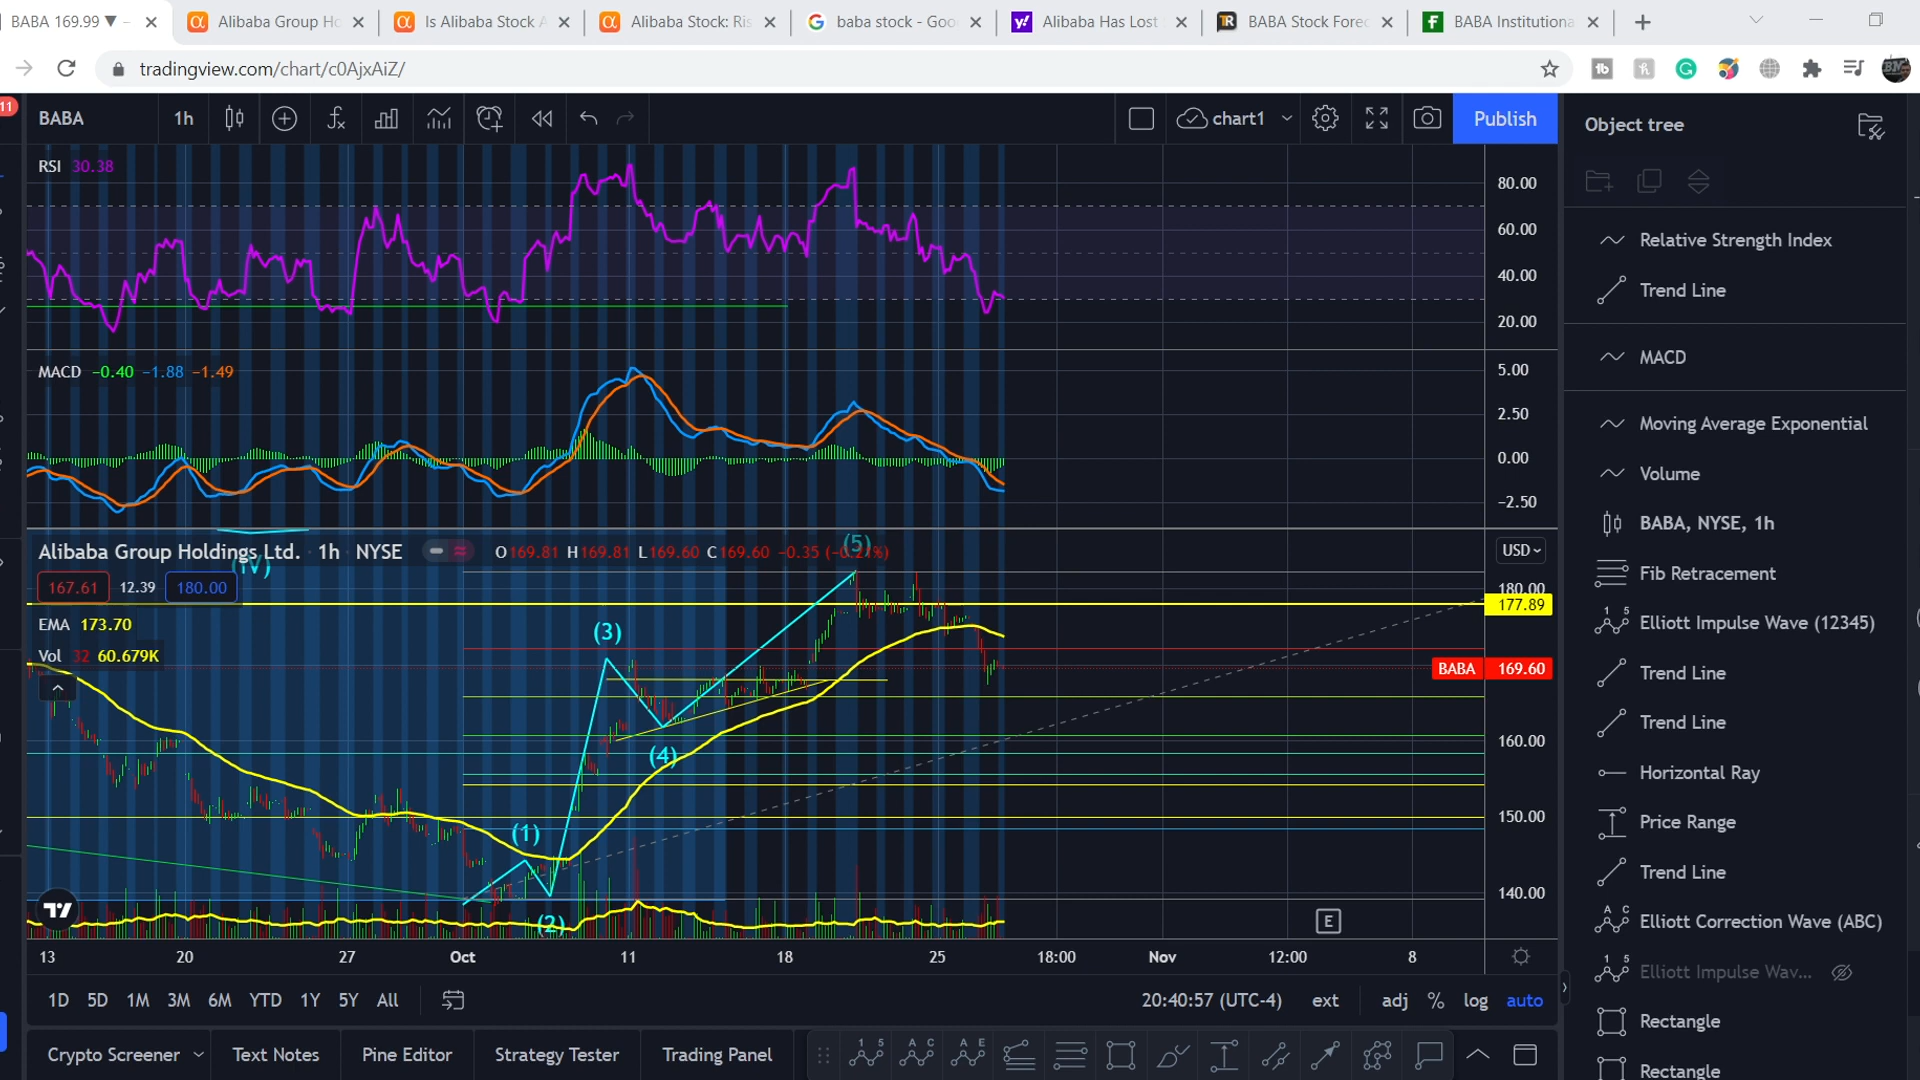 BABA 169.99 ▼ −
Alibaba Group Ho
Is Alibaba Stock A
Alibaba Stock: Ris
baba stock - Goo
Alibaba Has Lost
BABA Stock Forec
BABA Institutiona
tradingview.com/chart/c0AjxAiZ/
11
BABA
1h
chart1
Publish
Object tree
RSI 30.38
80.00
60.00
40.00
20.00
MACD −0.40 −1.88 −1.49
5.00
2.50
0.00
−2.50
Alibaba Group Holdings Ltd. · 1h · NYSE
O169.81 H169.81 L169.60 C169.60 −0.35 (−0.21%)
(iv)
(5)
USD
167.61 12.39 180.00
180.00
177.89
EMA 173.70
Vol 32 60.679K
(3)
BABA 169.60
(4)
160.00
(1)
150.00
140.00
(2)
E
13 20 27 Oct 11 18 25 18:00 Nov 12:00 8
1D 5D 1M 3M 6M YTD 1Y 5Y All
20:40:57 (UTC-4) ext adj % log auto
Crypto Screener Text Notes Pine Editor Strategy Tester Trading Panel
Relative Strength Index
Trend Line
MACD
Moving Average Exponential
Volume
BABA, NYSE, 1h
Fib Retracement
Elliott Impulse Wave (12345)
Trend Line
Trend Line
Horizontal Ray
Price Range
Trend Line
Elliott Correction Wave (ABC)
Elliott Impulse Wav...
Rectangle
Rectangle